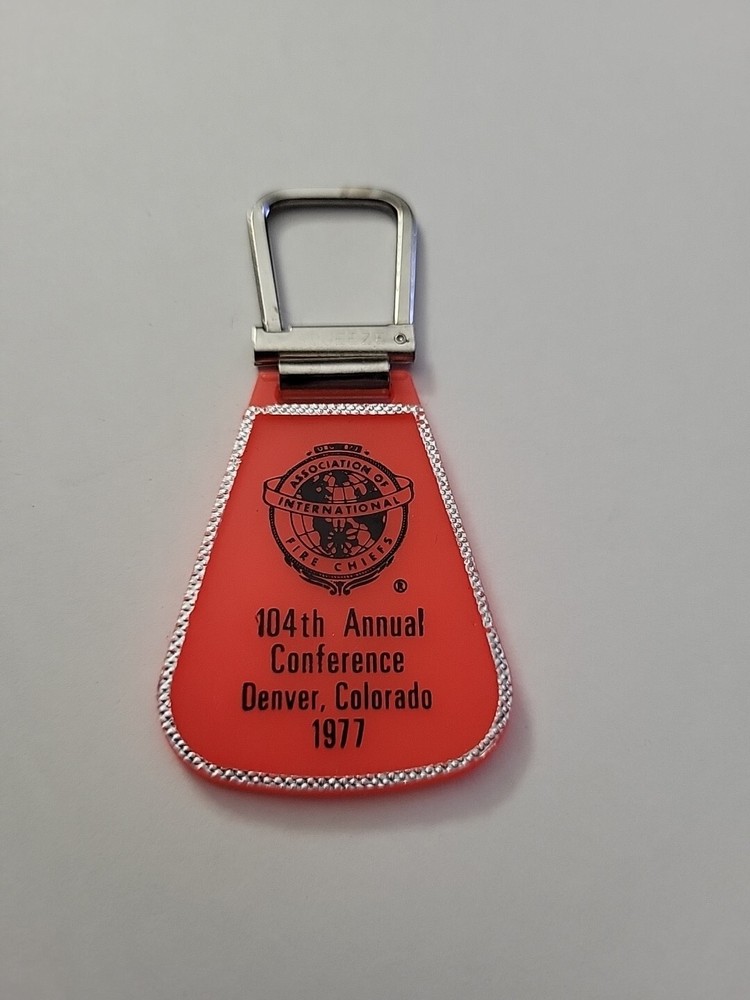 ASSOCIATION OF
INTERNATIONAL
FIRE CHIEFS
®
104th Annual
Conference
Denver, Colorado
1977